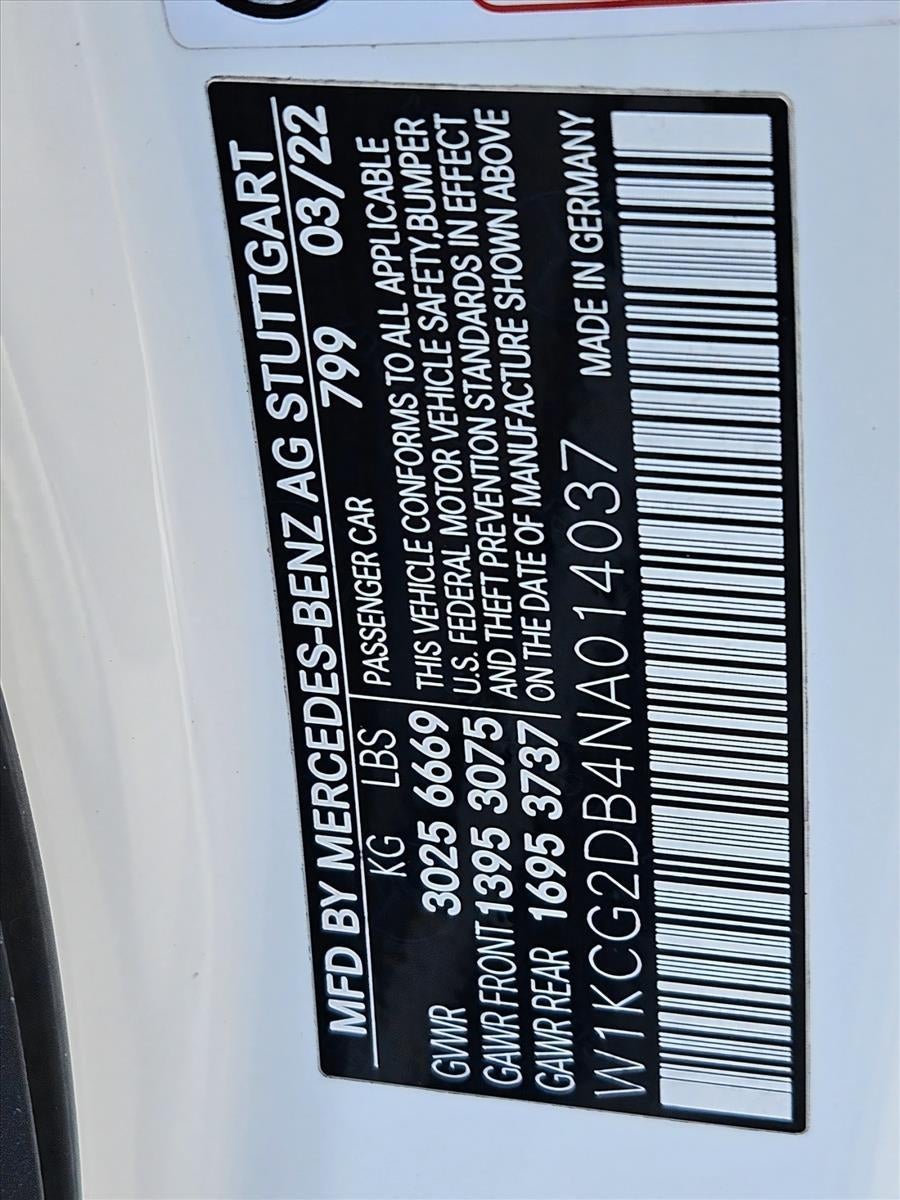 MFD BY MERCEDES-BENZ AG STUTTGART
799 03/22
KG LBS
PASSENGER CAR
GVWR 3025 6669
GAWR FRONT 1395 3075
GAWR REAR 1695 3737
THIS VEHICLE CONFORMS TO ALL APPLICABLE
U.S. FEDERAL MOTOR VEHICLE SAFETY, BUMPER
AND THEFT PREVENTION STANDARDS IN EFFECT
ON THE DATE OF MANUFACTURE SHOWN ABOVE
W1KCG2DB4NA014037
MADE IN GERMANY